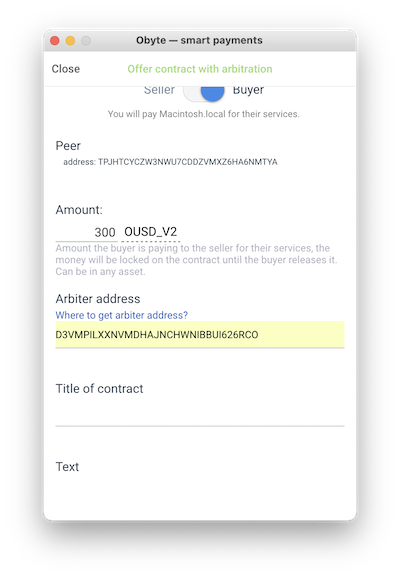 Obyte — smart payments
Close
Offer contract with arbitration
Seller
Buyer
You will pay Macintosh.local for their services.
Peer
address: TPJHTCYCZW3NWU7CDDZVMXZ6HA6NMTYA
Amount:
300 OUSD_V2
Amount the buyer is paying to the seller for their services, the
money will be locked on the contract until the buyer releases it.
Can be in any asset.
Arbiter address
Where to get arbiter address?
D3VMPILXXNVMDHAJNCHWNIBBUI626RCO
Title of contract
Text